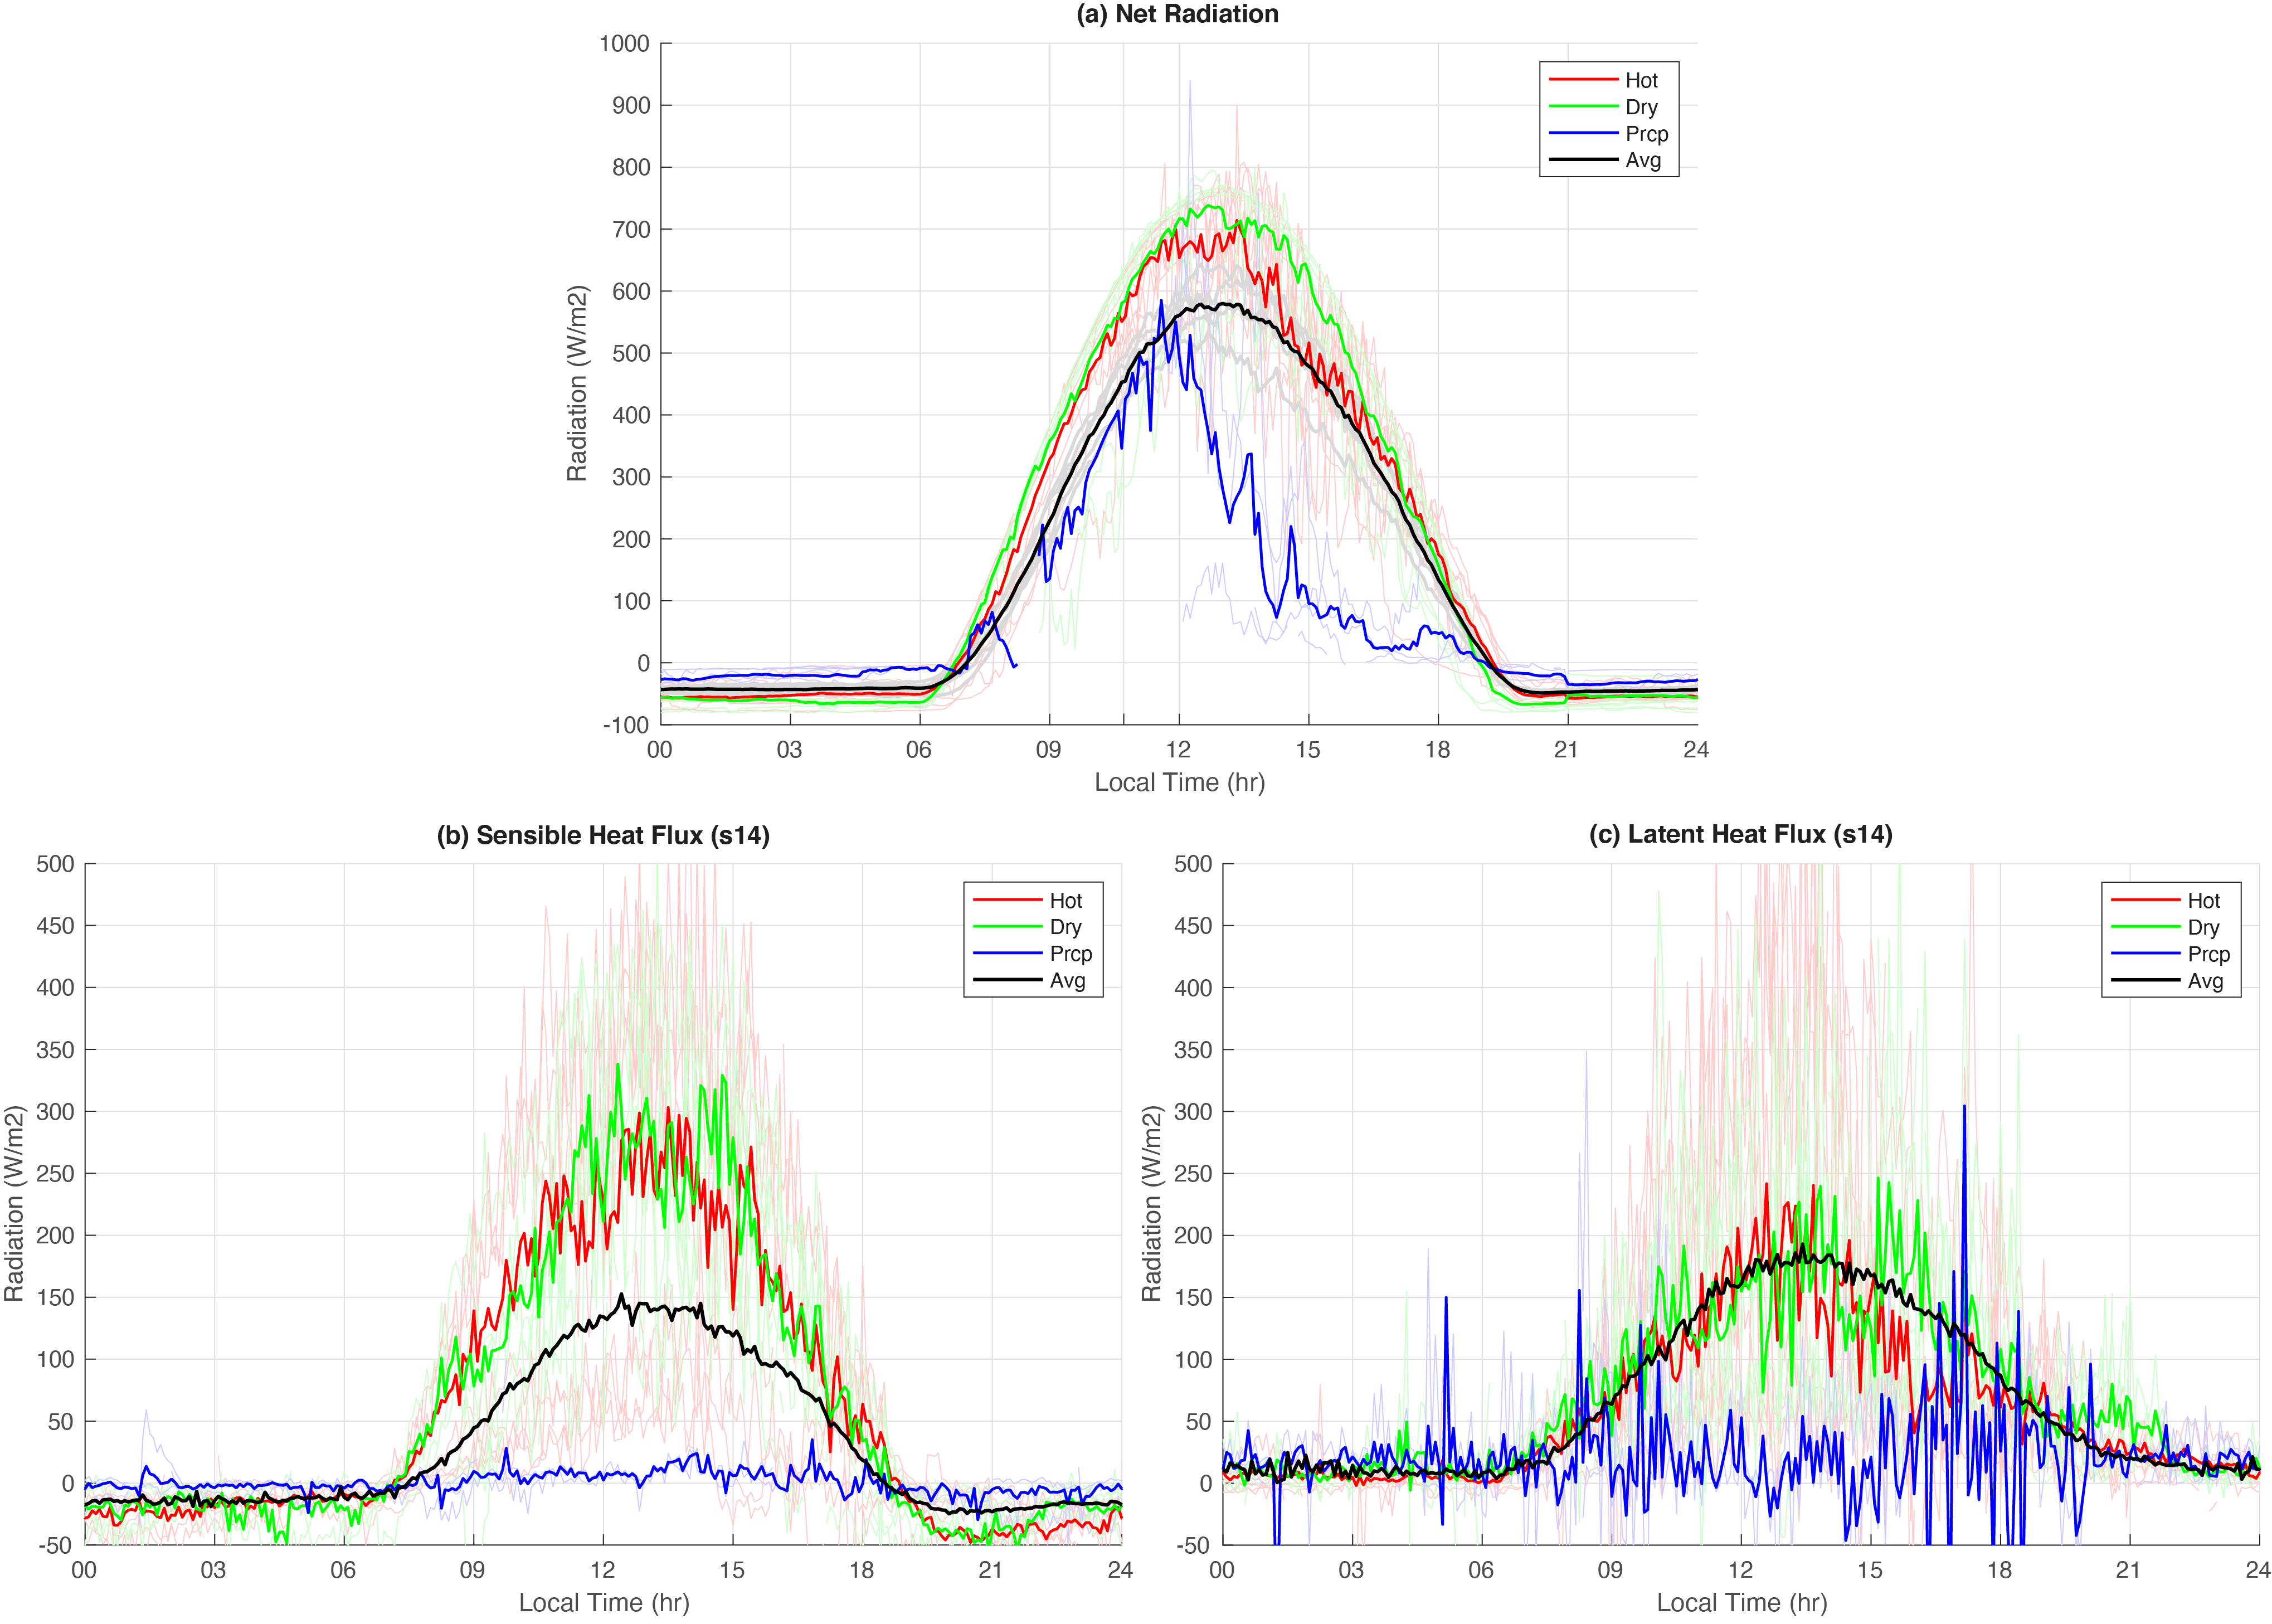 (a) Net Radiation
1000
900
800
700
600
500
400
300
200
100
0
-100
Radiation (W/m2)
Hot
Dry
Prcp
Avg
00 03 06 09 12 15 18 21 24
Local Time (hr)
(b) Sensible Heat Flux (s14)
500
450
400
350
300
250
200
150
100
50
0
-50
Radiation (W/m2)
Hot
Dry
Prcp
Avg
00 03 06 09 12 15 18 21 24
Local Time (hr)
(c) Latent Heat Flux (s14)
500
450
400
350
300
250
200
150
100
50
0
-50
Radiation (W/m2)
Hot
Dry
Prcp
Avg
00 03 06 09 12 15 18 21 24
Local Time (hr)